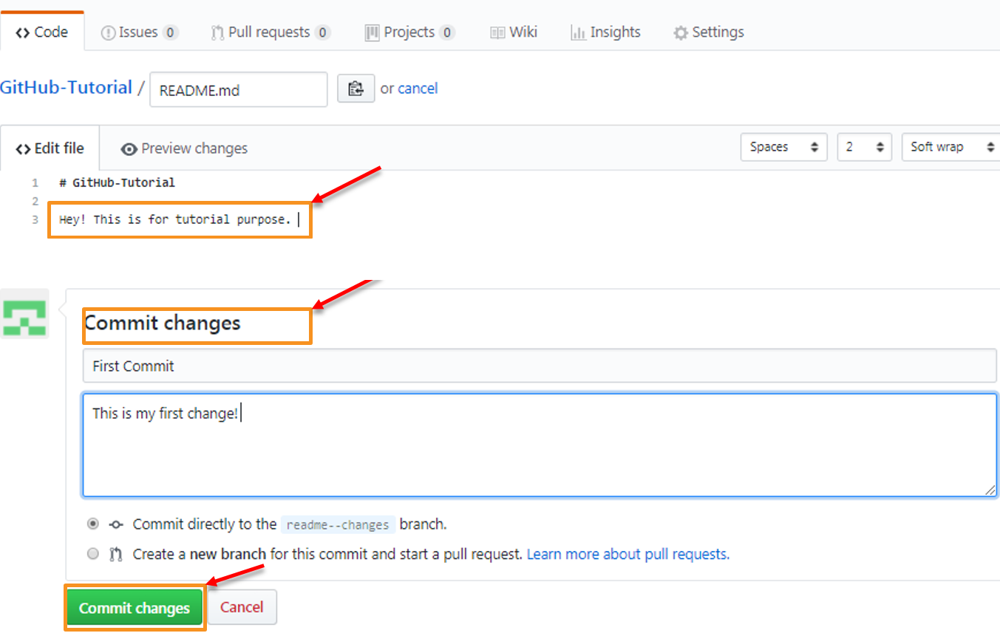 Code Issues 0 Pull requests 0 Projects 0 Wiki Insights Settings
GitHub-Tutorial / README.md or cancel
Edit file Preview changes Spaces 2 Soft wrap
1 # GitHub-Tutorial
2
3 Hey! This is for tutorial purpose.
Commit changes
First Commit
This is my first change!
Commit directly to the readme--changes branch.
Create a new branch for this commit and start a pull request. Learn more about pull requests.
Commit changes Cancel